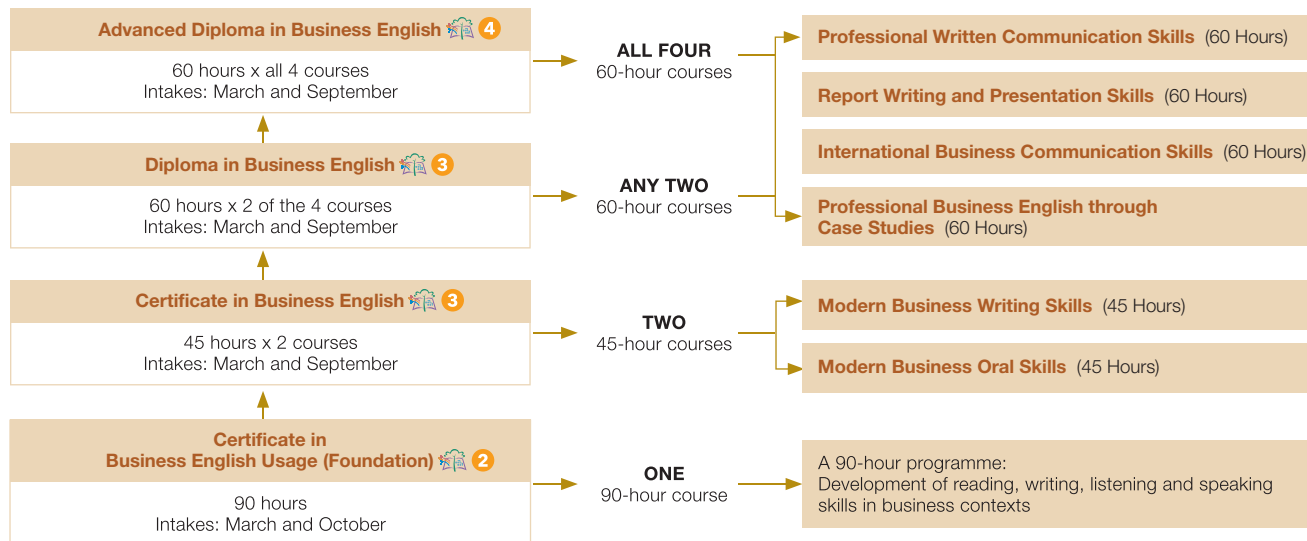 Advanced Diploma in Business English 4
60 hours x all 4 courses
Intakes: March and September
ALL FOUR
60-hour courses
Professional Written Communication Skills (60 Hours)
Report Writing and Presentation Skills (60 Hours)
International Business Communication Skills (60 Hours)
Professional Business English through
Case Studies (60 Hours)
Diploma in Business English 3
60 hours x 2 of the 4 courses
Intakes: March and September
ANY TWO
60-hour courses
Certificate in Business English 3
45 hours x 2 courses
Intakes: March and September
TWO
45-hour courses
Modern Business Writing Skills (45 Hours)
Modern Business Oral Skills (45 Hours)
Certificate in
Business English Usage (Foundation) 2
90 hours
Intakes: March and October
ONE
90-hour course
A 90-hour programme:
Development of reading, writing, listening and speaking
skills in business contexts